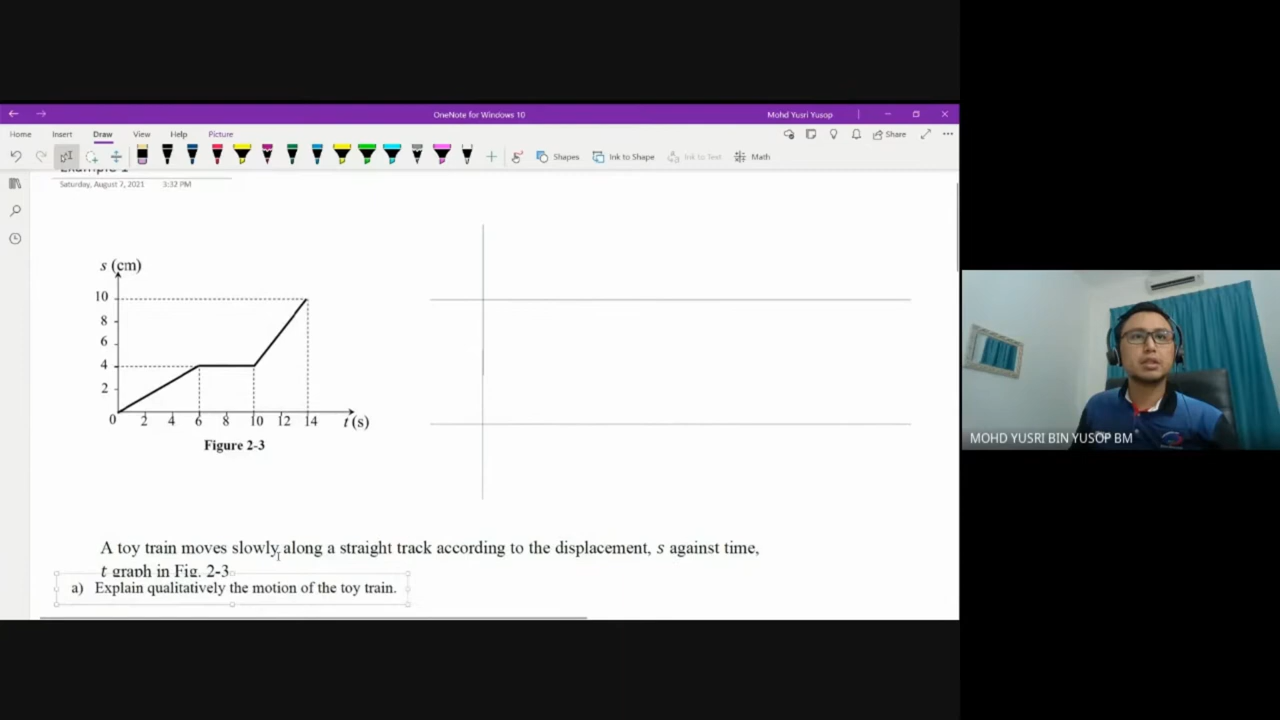 OneNote for Windows 10
Mohd Yusri Yusop
Home Insert Draw View Help Picture
Share
Shapes Ink to Shape Ink to Text Math
Example 1
Saturday, August 7, 2021 3:32 PM
s (cm)
10
8
6
4
2
0 2 4 6 8 10 12 14 t (s)
Figure 2-3
A toy train moves slowly along a straight track according to the displacement, s against time,
t graph in Fig. 2-3
a) Explain qualitatively the motion of the toy train.
MOHD YUSRI BIN YUSOP BM